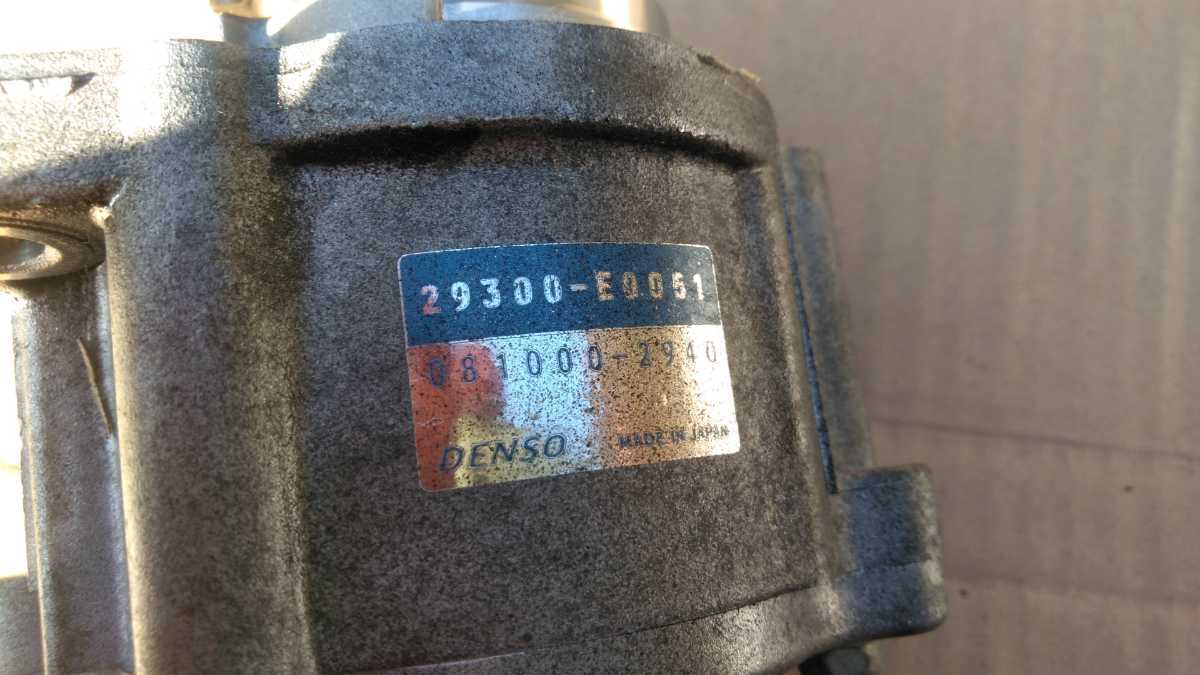 29300-E0051
081000-2940
DENSO MADE IN JAPAN